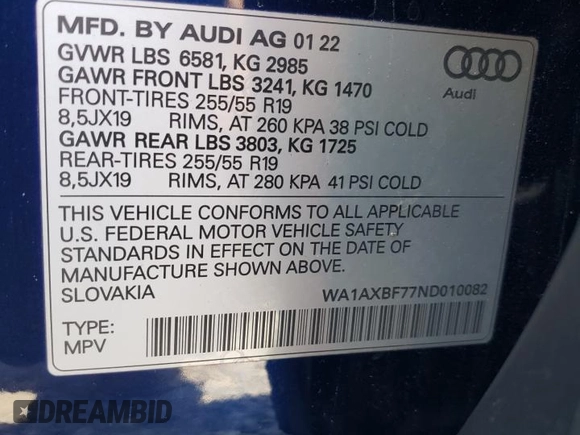 MFD. BY AUDI AG 01 22
GVWR LBS 6581, KG 2985
GAWR FRONT LBS 3241, KG 1470
FRONT-TIRES 255/55 R19
8,5JX19 RIMS, AT 260 KPA 38 PSI COLD
GAWR REAR LBS 3803, KG 1725
REAR-TIRES 255/55 R19
8,5JX19 RIMS, AT 280 KPA 41 PSI COLD
Audi
THIS VEHICLE CONFORMS TO ALL APPLICABLE
U.S. FEDERAL MOTOR VEHICLE SAFETY
STANDARDS IN EFFECT ON THE DATE OF
MANUFACTURE SHOWN ABOVE.
SLOVAKIA WA1AXBF77ND010082
TYPE:
MPV
DREAMBID